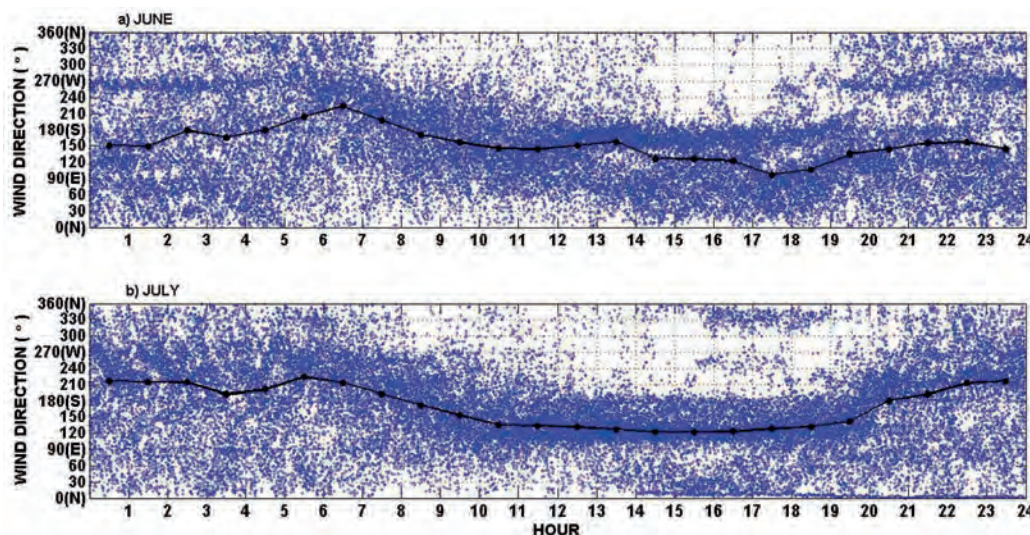 a) JUNE
WIND DIRECTION ( ° )
360(N)
330
300
270(W)
240
210
180(S)
150
120
90(E)
60
30
0(N)
1 2 3 4 5 6 7 8 9 10 11 12 13 14 15 16 17 18 19 20 21 22 23 24
b) JULY
WIND DIRECTION ( ° )
360(N)
330
300
270(W)
240
210
180(S)
150
120
90(E)
60
30
0(N)
1 2 3 4 5 6 7 8 9 10 11 12 13 14 15 16 17 18 19 20 21 22 23 24
HOUR